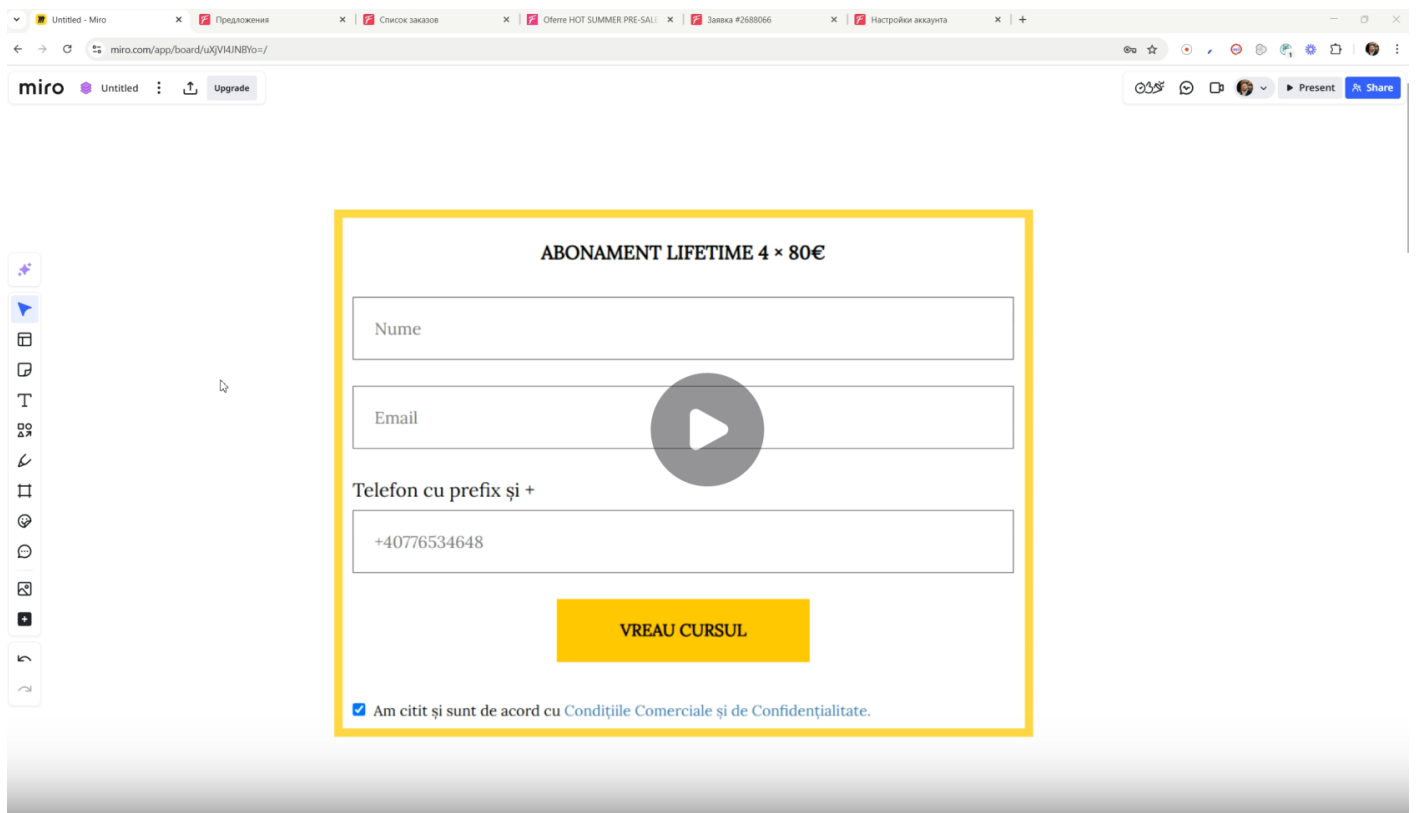 Untitled - Miro
Предложения
Список заказов
Oferre HOT SUMMER PRE-SALE
Заявка #2688066
Настройки аккаунта
miro.com/app/board/uXjVI4JNBYo=/
miro
Untitled
Upgrade
Present
Share
ABONAMENT LIFETIME 4 × 80€
Nume
Email
Telefon cu prefix și +
+40776534648
VREAU CURSUL
Am citit și sunt de acord cu Condițiile Comerciale și de Confidențialitate.